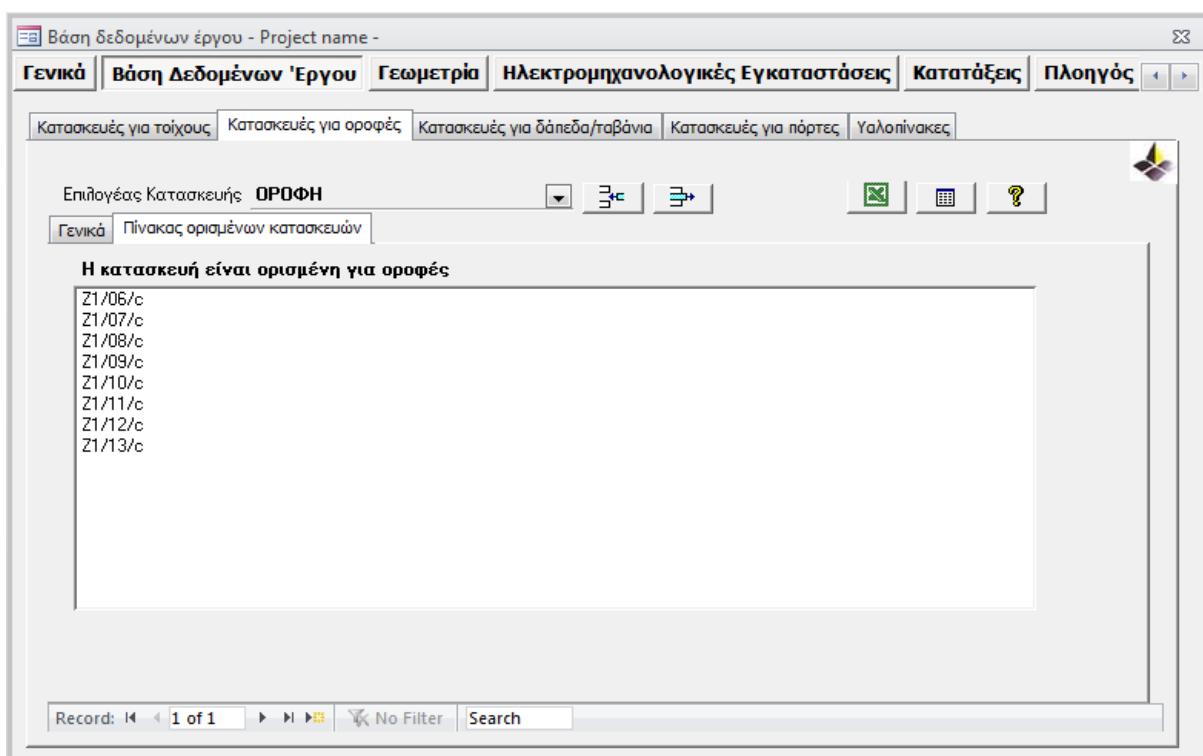 Βάση δεδομένων έργου - Project name -
Γενικά Βάση Δεδομένων 'Εργου Γεωμετρία Ηλεκτρομηχανολογικές Εγκαταστάσεις Κατατάξεις Πλοηγός
Κατασκευές για τοίχους Κατασκευές για οροφές Κατασκευές για δάπεδα/ταβάνια Κατασκευές για πόρτες Υαλοπίνακες
Επιλογέας Κατασκευής ΟΡΟΦΗ
Γενικά Πίνακας ορισμένων κατασκευών
Η κατασκευή είναι ορισμένη για οροφές
Z1/06/c
Z1/07/c
Z1/08/c
Z1/09/c
Z1/10/c
Z1/11/c
Z1/12/c
Z1/13/c
Record: 1 of 1 No Filter Search